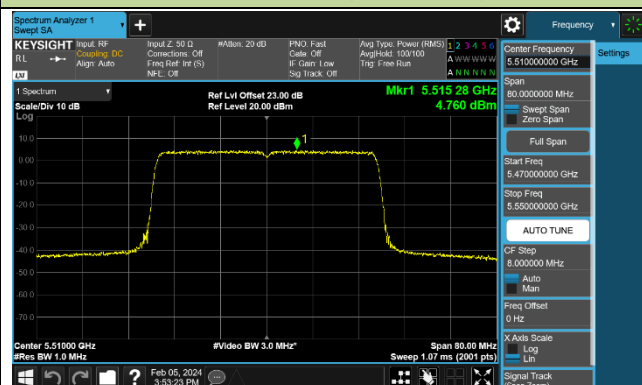 Spectrum Analyzer 1
Swept SA
Frequency
KEYSIGHT
RL
LXI
Input: RF
Coupling: DC
Align: Auto
Input Z: 50 Ω
Corrections: Off
Freq Ref: Int (S)
NFE: Off
#Atten: 20 dB
PNO: Fast
Gate: Off
IF Gain: Low
Sig Track: Off
Avg Type: Power (RMS)
Avg|Hold: 100/100
Trig: Free Run
1 2 3 4 5 6
A W W W W W
A N N N N N
Center Frequency
5.510000000 GHz
Settings
Span
80.0000000 MHz
Swept Span
Zero Span
Full Span
Start Freq
5.470000000 GHz
Stop Freq
5.550000000 GHz
AUTO TUNE
CF Step
8.000000 MHz
Auto
Man
Freq Offset
0 Hz
X Axis Scale
Log
Lin
Signal Track
(Span Zoom)
1 Spectrum
Scale/Div 10 dB
Log
Ref Lvl Offset 23.00 dB
Ref Level 20.00 dBm
Mkr1 5.515 28 GHz
4.760 dBm
1
10.0
0.00
-10.0
-20.0
-30.0
-40.0
-50.0
-60.0
-70.0
Center 5.51000 GHz
#Res BW 1.0 MHz
#Video BW 3.0 MHz*
Span 80.00 MHz
Sweep 1.07 ms (2001 pts)
Feb 05, 2024
3:53:23 PM